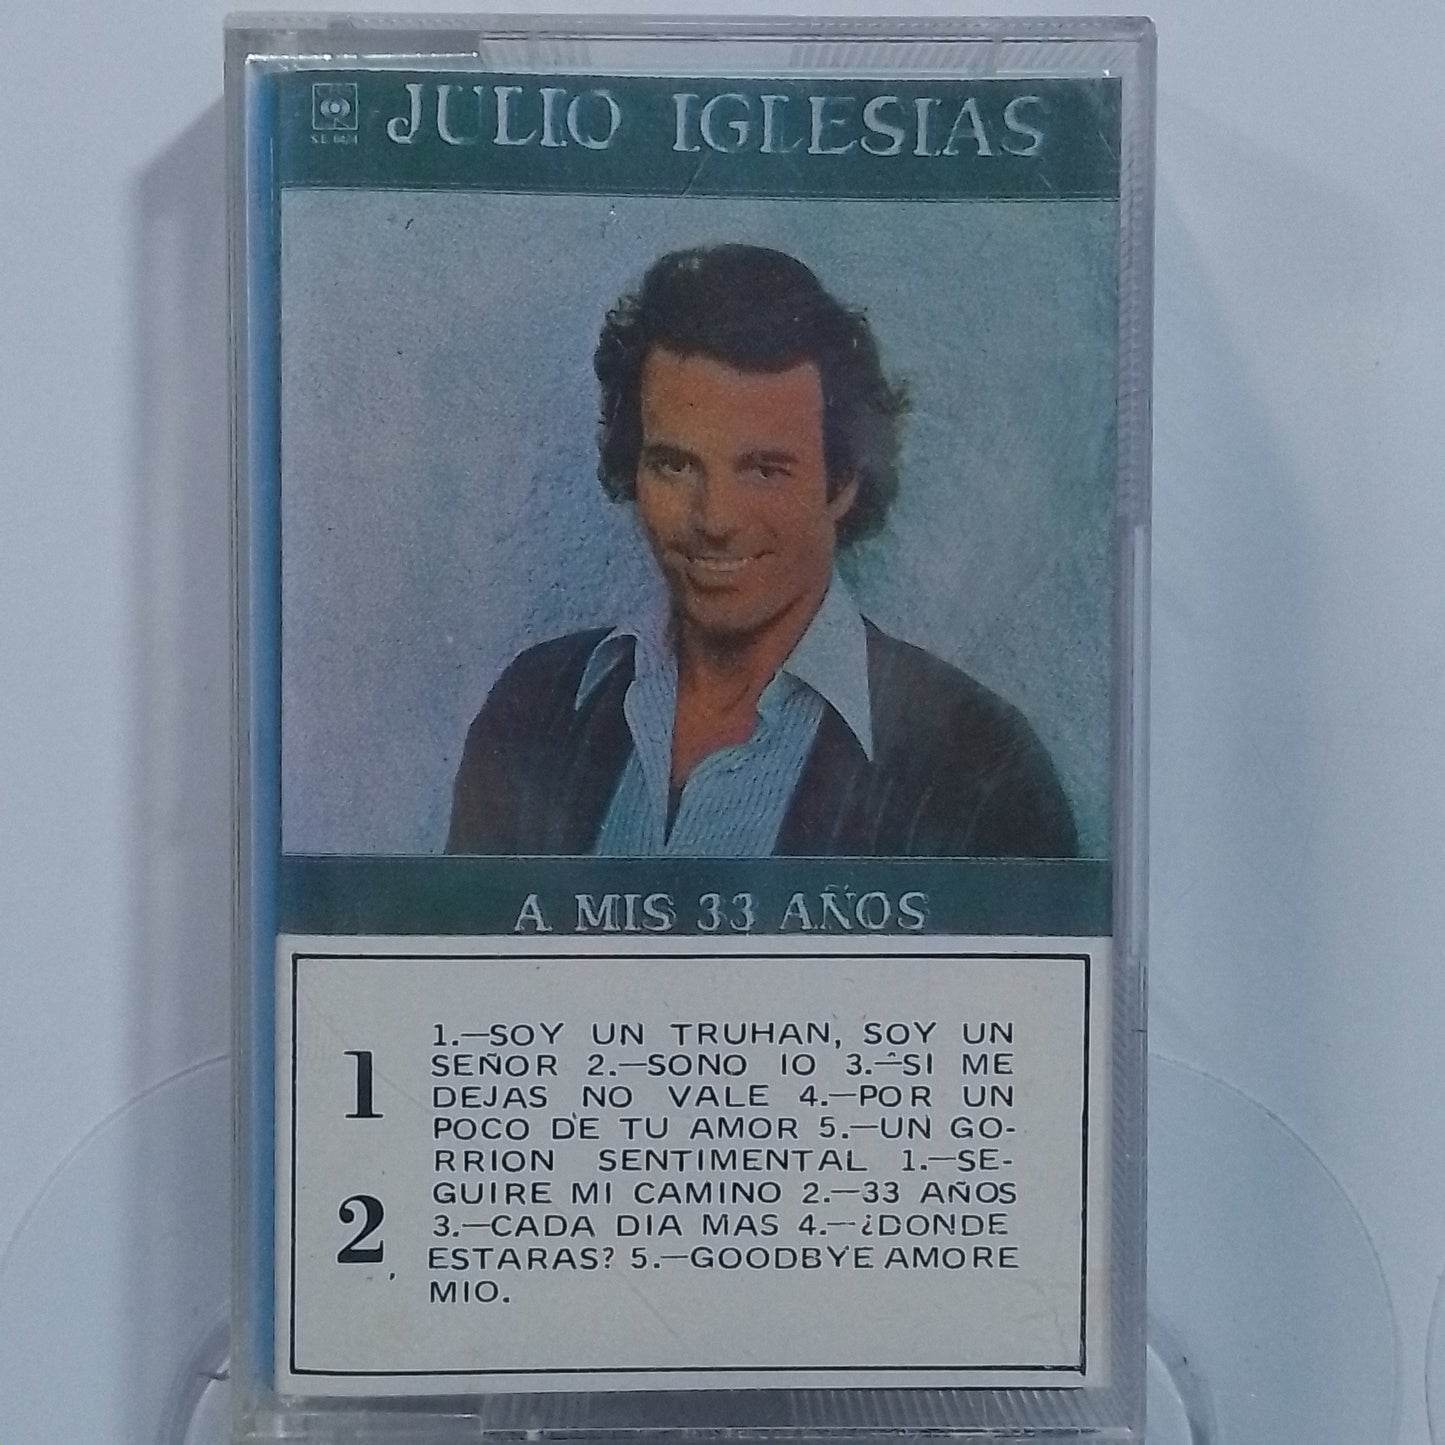 JULIO IGLESIAS
A MIS 33 AÑOS
1
1.—SOY UN TRUHAN, SOY UN
SEÑOR 2.—SONO IO 3.—SI ME
DEJAS NO VALE 4.—POR UN
POCO DE TU AMOR 5.—UN GO-
RRION SENTIMENTAL 1.—SE-
2
GUIRE MI CAMINO 2.—33 AÑOS
3.—CADA DIA MAS 4.—¿DONDE
ESTARAS? 5.—GOODBYE AMORE
MIO.